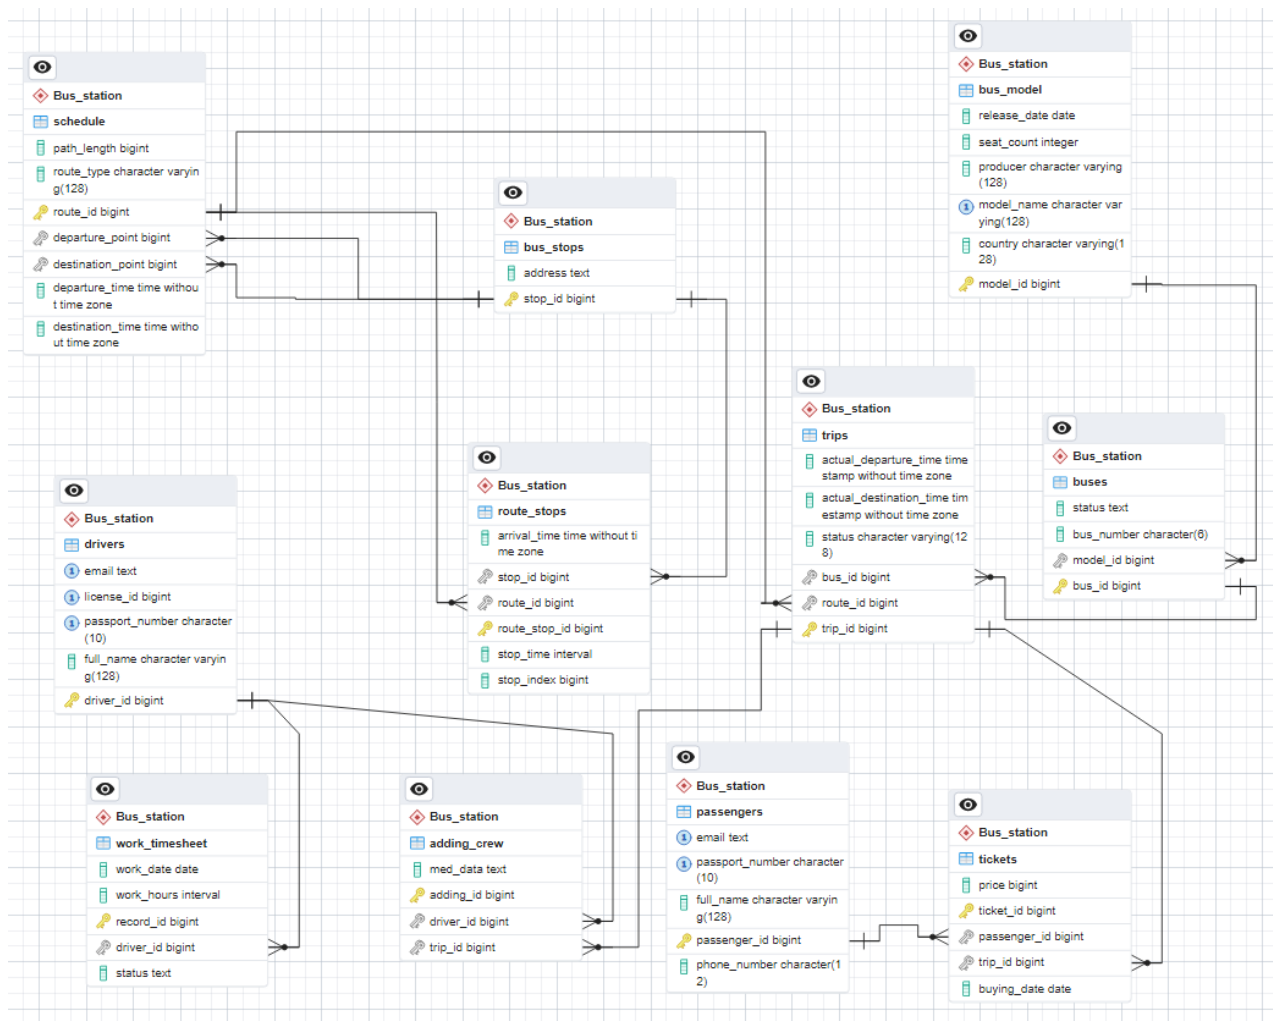 Bus_station
schedule
path_length bigint
route_type character varyin
g(128)
route_id bigint
departure_point bigint
destination_point bigint
departure_time time withou
t time zone
destination_time time witho
ut time zone
Bus_station
bus_stops
address text
stop_id bigint
Bus_station
bus_model
release_date date
seat_count integer
producer character varying
(128)
model_name character var
ying(128)
country character varying(1
28)
model_id bigint
Bus_station
trips
actual_departure_time time
stamp without time zone
actual_destination_time tim
estamp without time zone
status character varying(12
8)
bus_id bigint
route_id bigint
trip_id bigint
Bus_station
buses
status text
bus_number character(6)
model_id bigint
bus_id bigint
Bus_station
drivers
email text
license_id bigint
passport_number character
(10)
full_name character varyin
g(128)
driver_id bigint
Bus_station
route_stops
arrival_time time without ti
me zone
stop_id bigint
route_id bigint
route_stop_id bigint
stop_time interval
stop_index bigint
Bus_station
work_timesheet
work_date date
work_hours interval
record_id bigint
driver_id bigint
status text
Bus_station
adding_crew
med_data text
adding_id bigint
driver_id bigint
trip_id bigint
Bus_station
passengers
email text
passport_number character
(10)
full_name character varyin
g(128)
passenger_id bigint
phone_number character(1
2)
Bus_station
tickets
price bigint
ticket_id bigint
passenger_id bigint
trip_id bigint
buying_date date